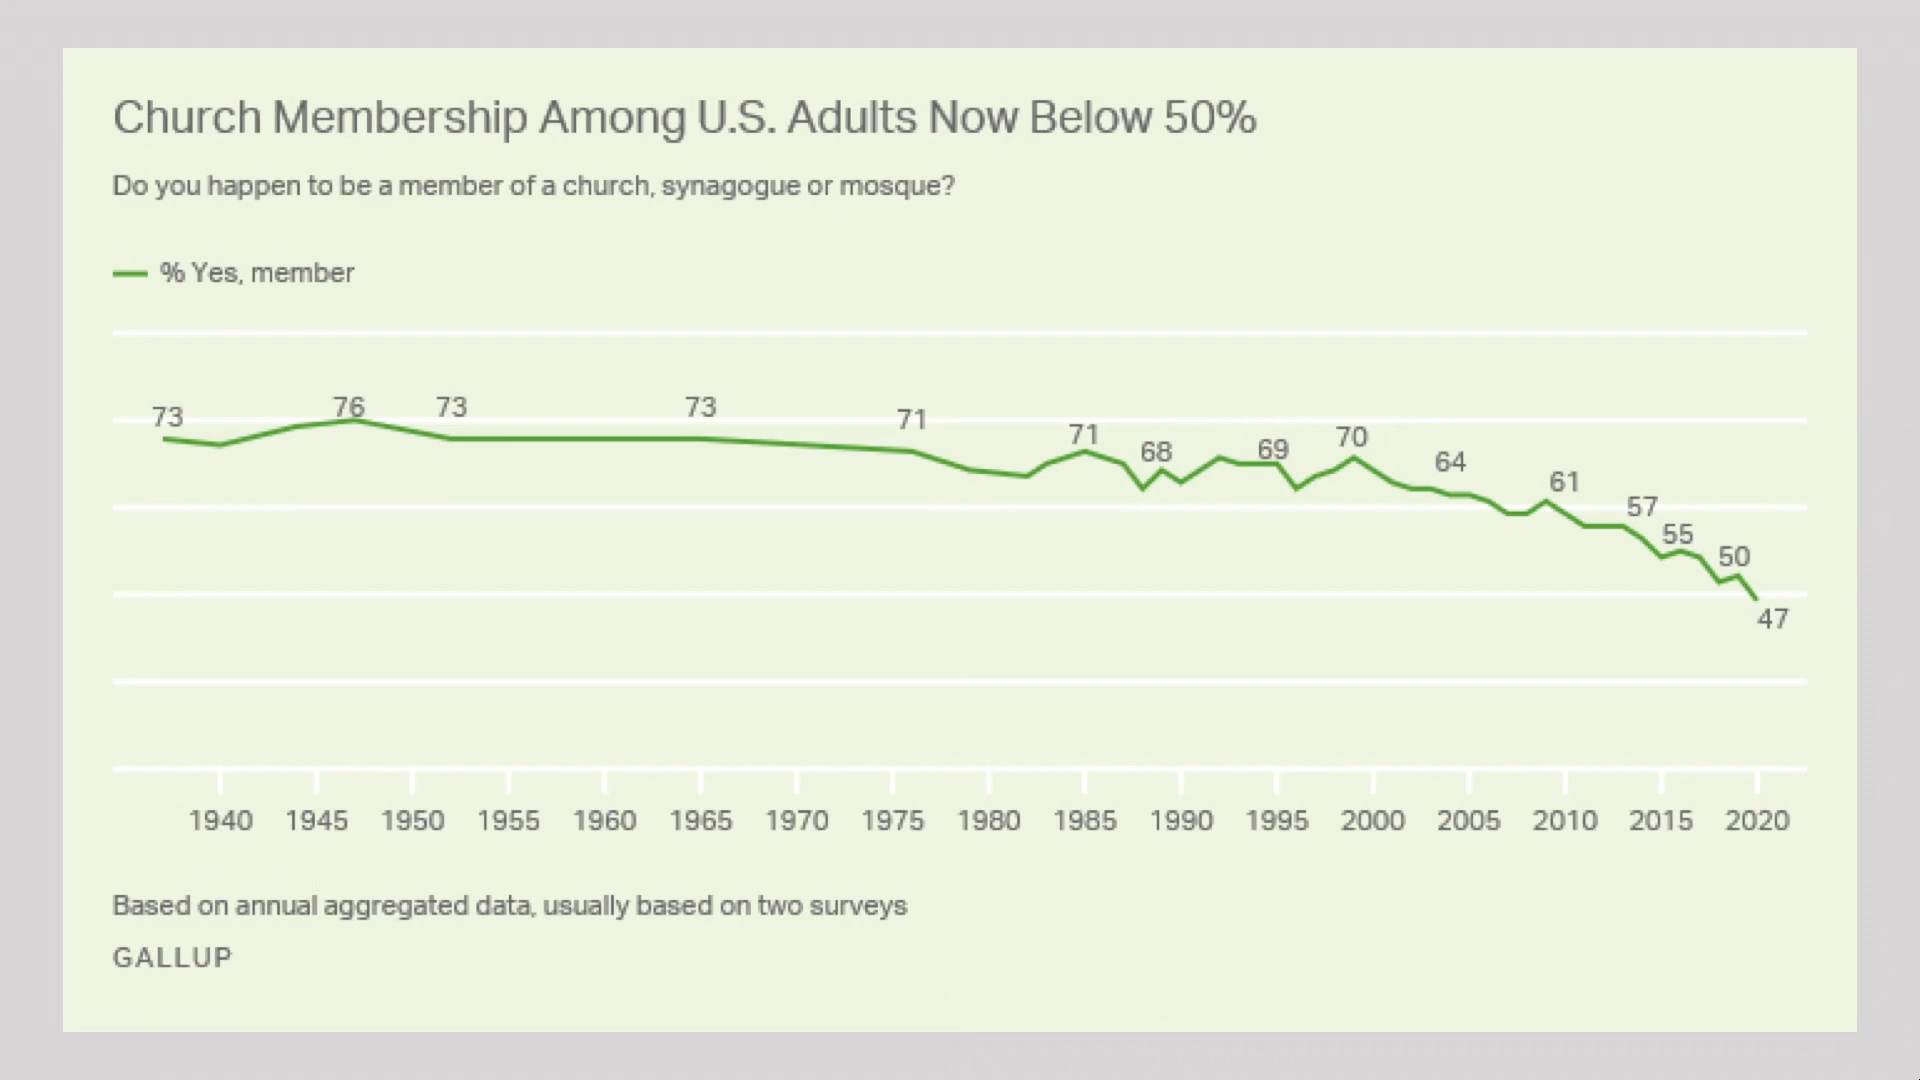 Church Membership Among U.S. Adults Now Below 50%
Do you happen to be a member of a church, synagogue or mosque?
% Yes, member
73 76 73 73 71 71 68 69 70 64 61 57 55 50 47
1940 1945 1950 1955 1960 1965 1970 1975 1980 1985 1990 1995 2000 2005 2010 2015 2020
Based on annual aggregated data, usually based on two surveys
GALLUP